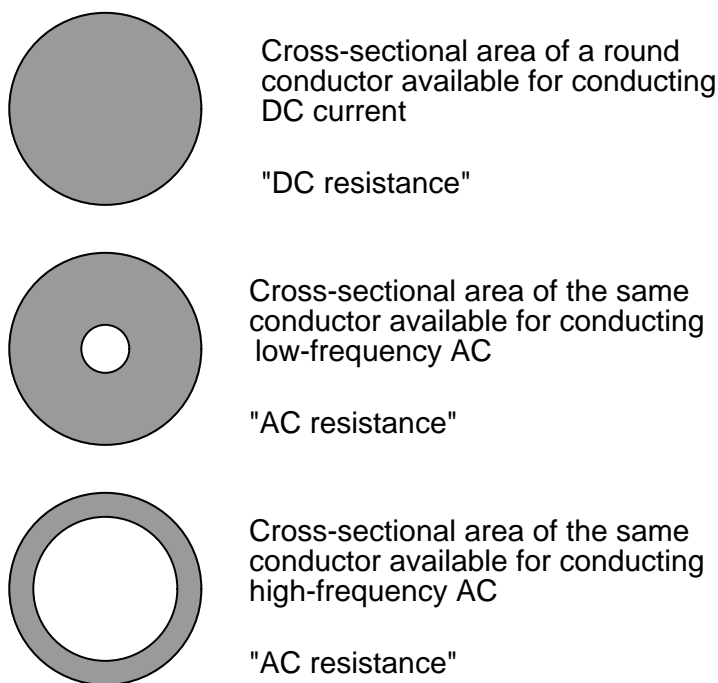 Cross-sectional area of a round
conductor available for conducting
DC current
"DC resistance"
Cross-sectional area of the same
conductor available for conducting
low-frequency AC
"AC resistance"
Cross-sectional area of the same
conductor available for conducting
high-frequency AC
"AC resistance"